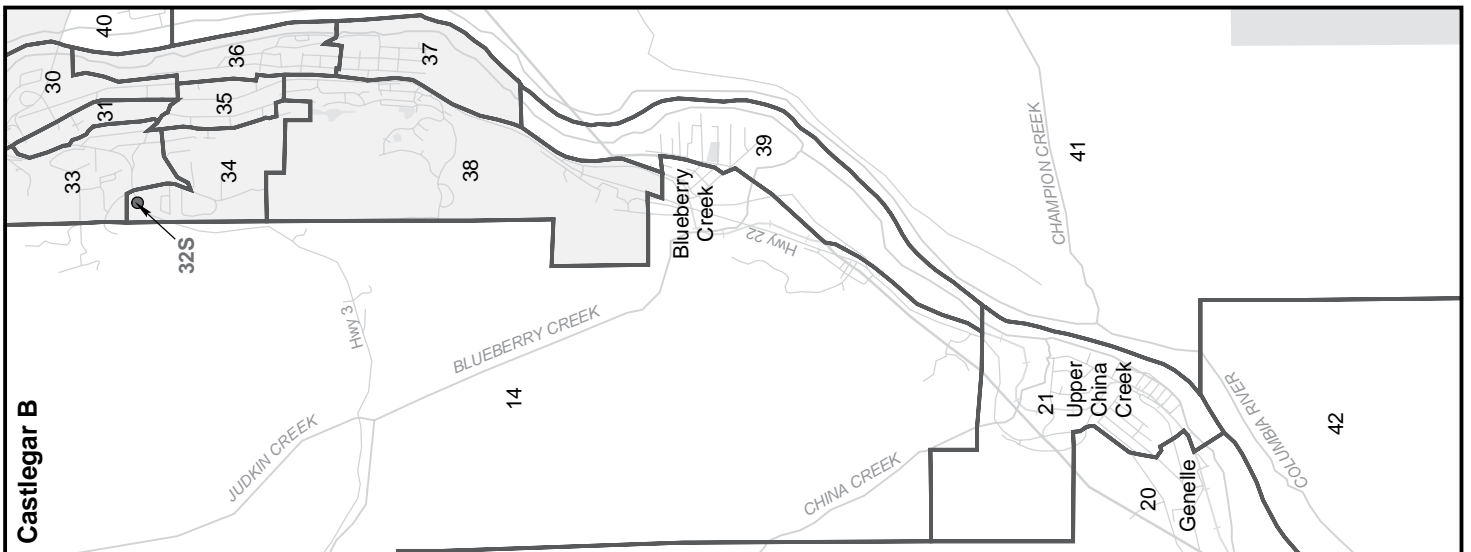 Castlegar B
40
30
36
37
31
35
33
34
38
39
41
32S
Blueberry
Creek
Hwy 22
CHAMPION CREEK
Hwy 3
BLUEBERRY CREEK
14
JUDKIN CREEK
CHINA CREEK
21
Upper
China
Creek
20
Genelle
COLUMBIA RIVER
42